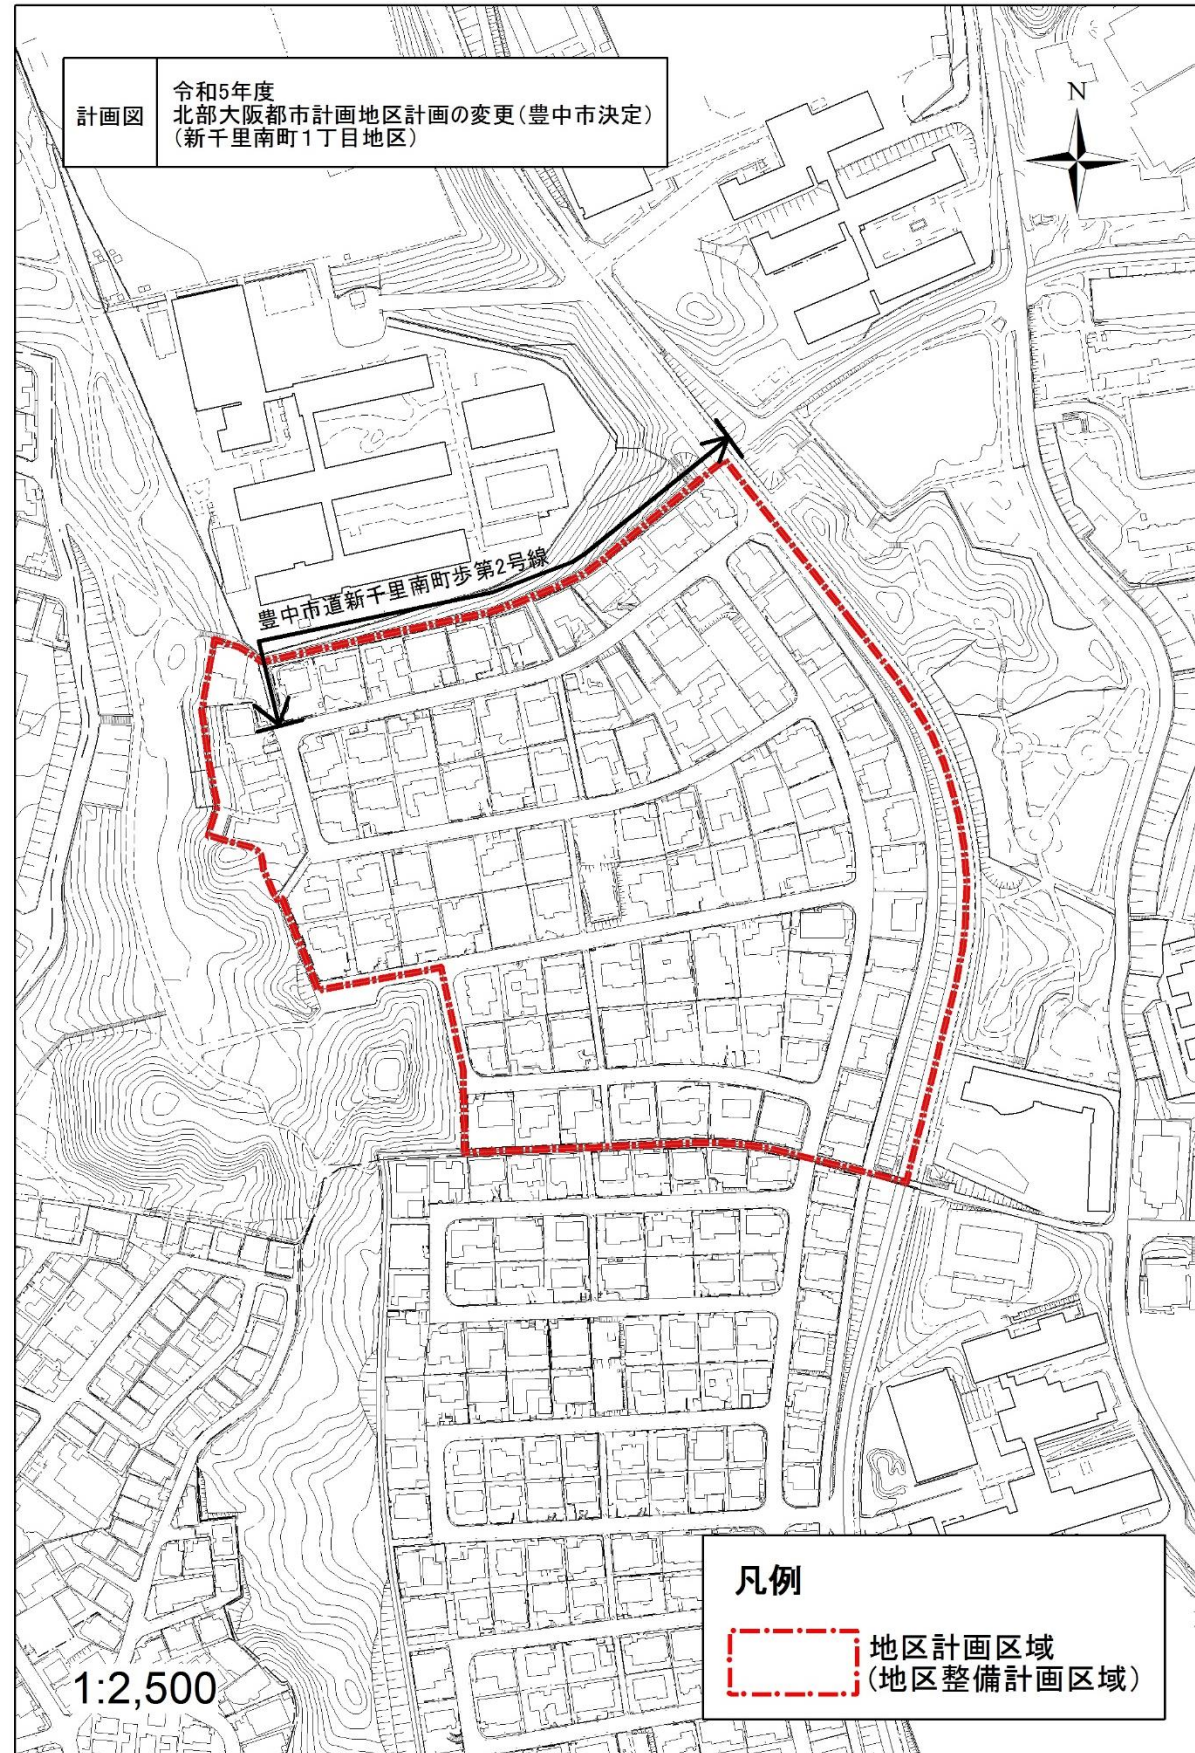 計画図
令和5年度
北部大阪都市計画地区計画の変更(豊中市決定)
(新千里南町1丁目地区)
N
豊中市道新千里南町歩第2号線
凡例
地区計画区域
(地区整備計画区域)
1:2,500